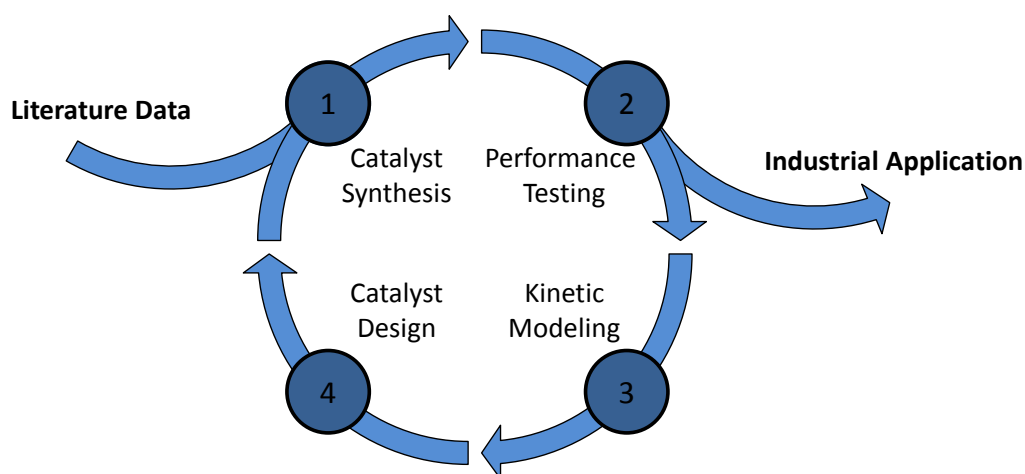 1
2
Literature Data
Catalyst
Synthesis
Performance
Testing
Industrial Application
Catalyst
Design
Kinetic
Modeling
4
3